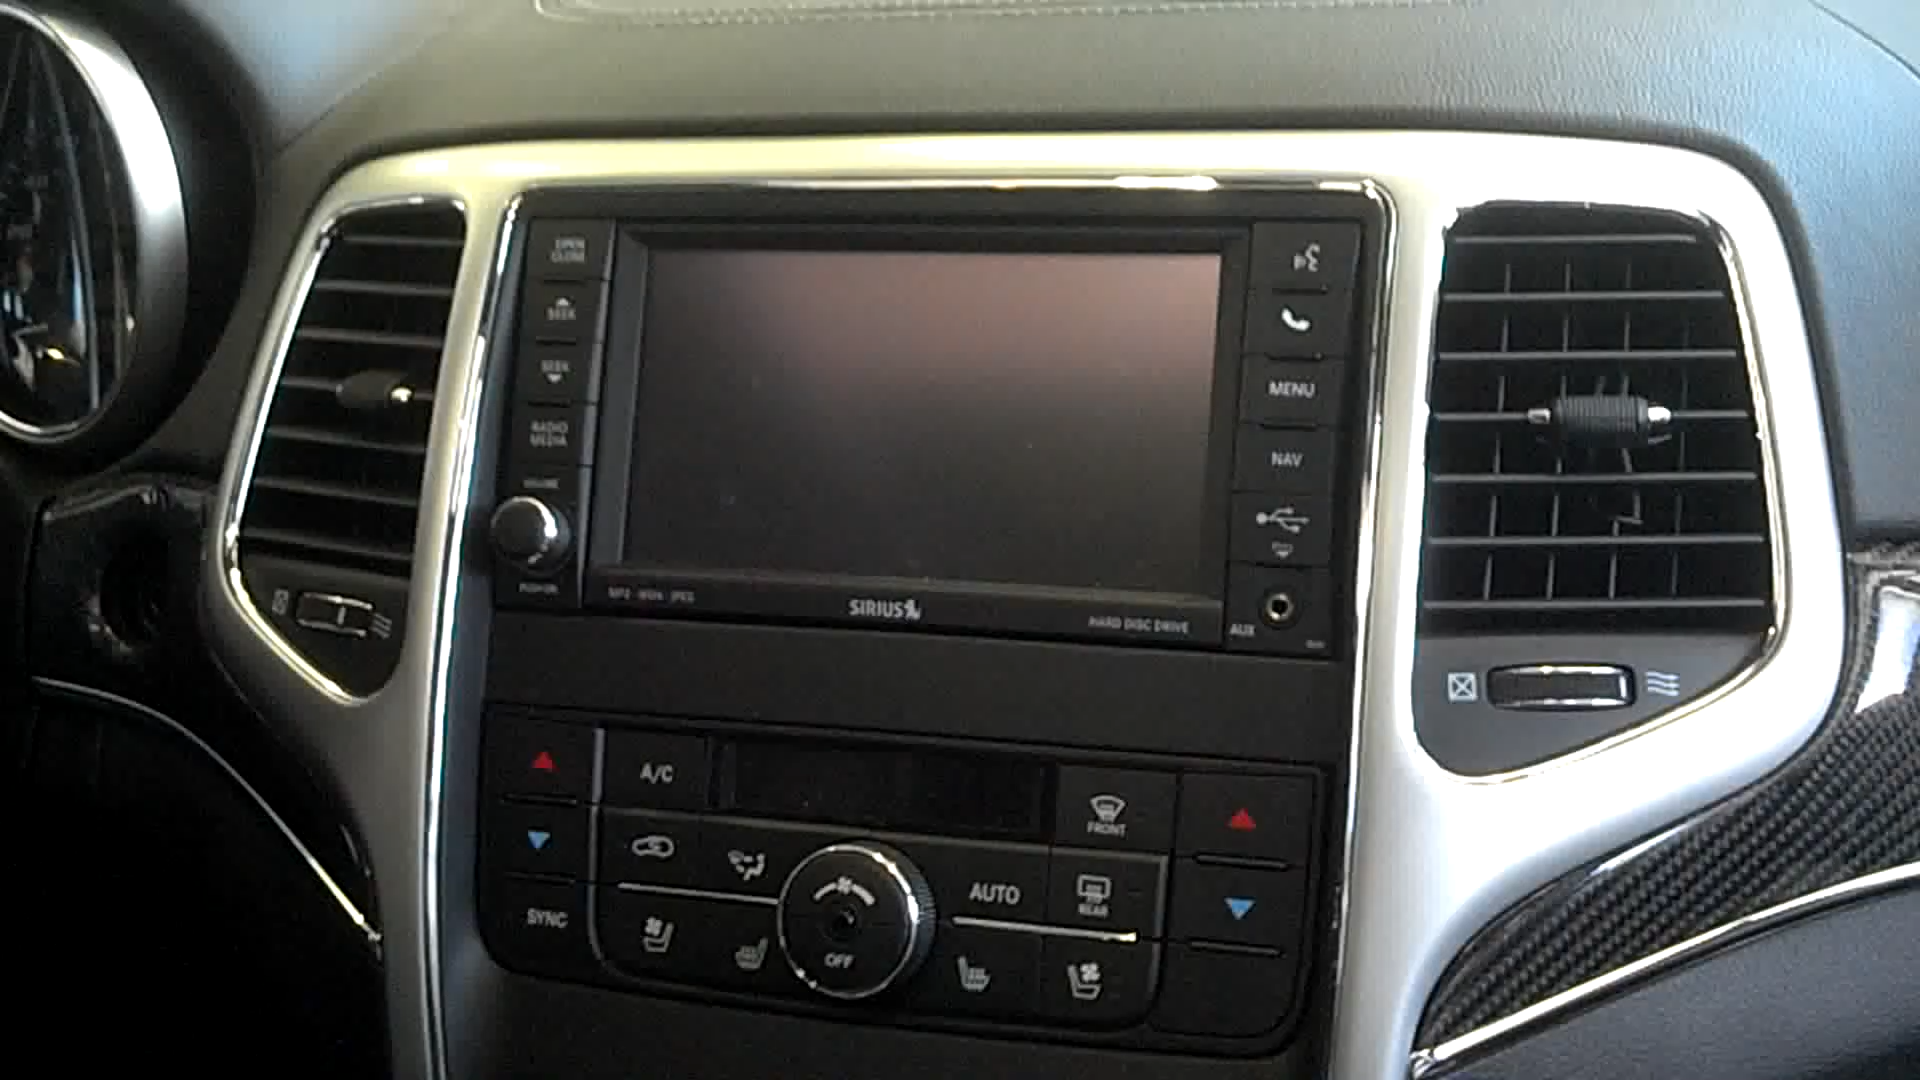 OPEN
CLOSE
SEEK
SEEK
RADIO
MEDIA
VOLUME
MENU
NAV
SIRIUS
HARD DISC DRIVE
AUX
A/C
FRONT
AUTO
REAR
SYNC
OFF